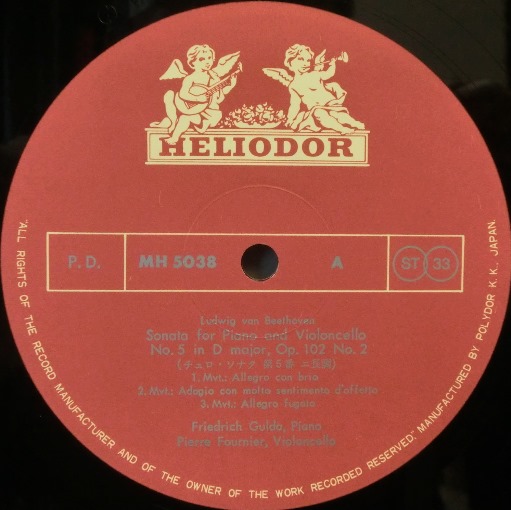 HELIODOR
P. D. MH 5038 A ST 33
Ludwig van Beethoven
Sonata for Piano and Violoncello
No. 5 in D major, Op. 102 No. 2
(チェロ・ソナタ 第5番 ニ長調)
1. Mvt.: Allegro con brio
2. Mvt.: Adagio con molto sentimento d'affetto
3. Mvt.: Allegro fugato
Friedrich Gulda, Piano
Pierre Fournier, Violoncello
"ALL RIGHTS OF THE RECORD MANUFACTURER AND OF THE OWNER OF THE WORK RECORDED RESERVED," MANUFACTURED BY POLYDOR K. K., JAPAN.